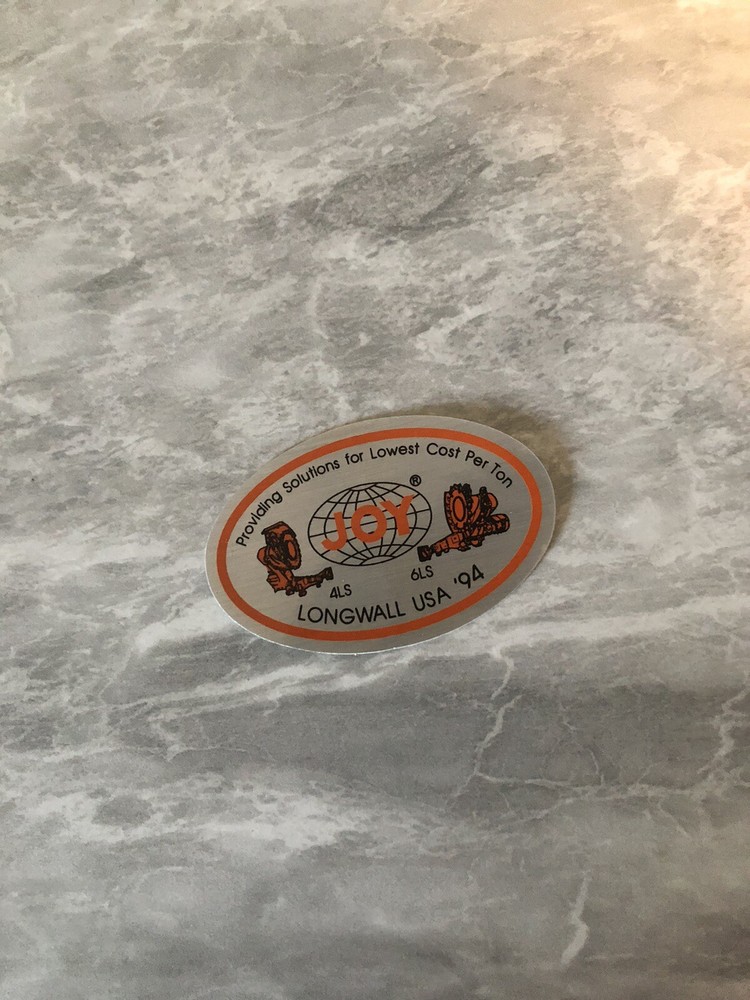 Providing Solutions for Lowest Cost Per Ton
®
JOY
4LS
6LS
LONGWALL USA '94